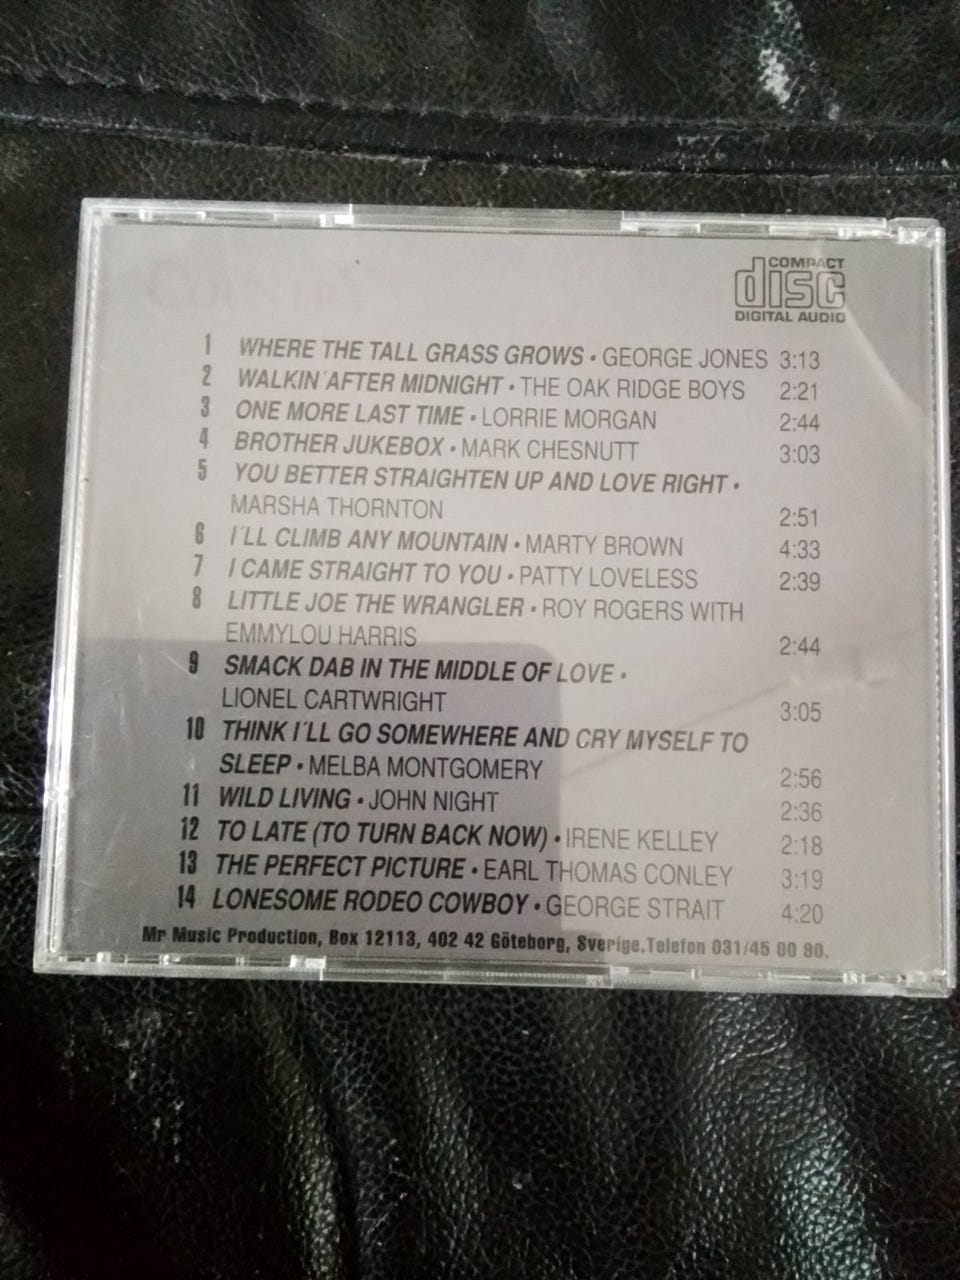 COMPACT
disc
DIGITAL AUDIO
1 WHERE THE TALL GRASS GROWS • GEORGE JONES 3:13
2 WALKIN´AFTER MIDNIGHT • THE OAK RIDGE BOYS 2:21
3 ONE MORE LAST TIME • LORRIE MORGAN 2:44
4 BROTHER JUKEBOX • MARK CHESNUTT 3:03
5 YOU BETTER STRAIGHTEN UP AND LOVE RIGHT •
MARSHA THORNTON 2:51
6 I´LL CLIMB ANY MOUNTAIN • MARTY BROWN 4:33
7 I CAME STRAIGHT TO YOU • PATTY LOVELESS 2:39
8 LITTLE JOE THE WRANGLER • ROY ROGERS WITH
EMMYLOU HARRIS 2:44
9 SMACK DAB IN THE MIDDLE OF LOVE •
LIONEL CARTWRIGHT 3:05
10 THINK I´LL GO SOMEWHERE AND CRY MYSELF TO
SLEEP • MELBA MONTGOMERY 2:56
11 WILD LIVING • JOHN NIGHT 2:36
12 TO LATE (TO TURN BACK NOW) • IRENE KELLEY 2:18
13 THE PERFECT PICTURE • EARL THOMAS CONLEY 3:19
14 LONESOME RODEO COWBOY • GEORGE STRAIT 4:20
Mr Music Production, Box 12113, 402 42 Göteborg, Sverige.Telefon 031/45 00 90.